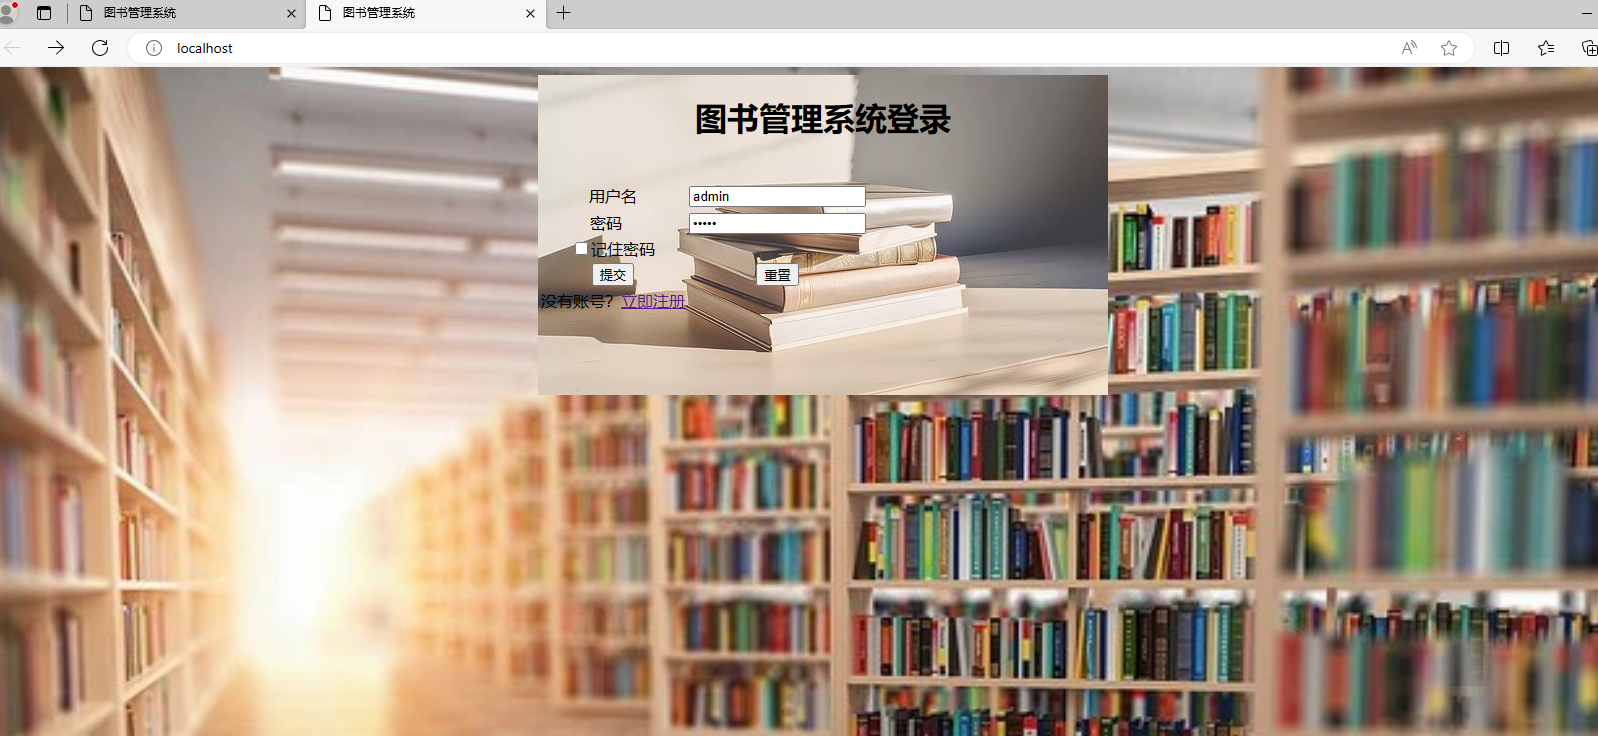 图书管理系统
图书管理系统
localhost
图书管理系统登录
用户名 admin
密码 •••••
记住密码
提交 重置
没有账号？立即注册